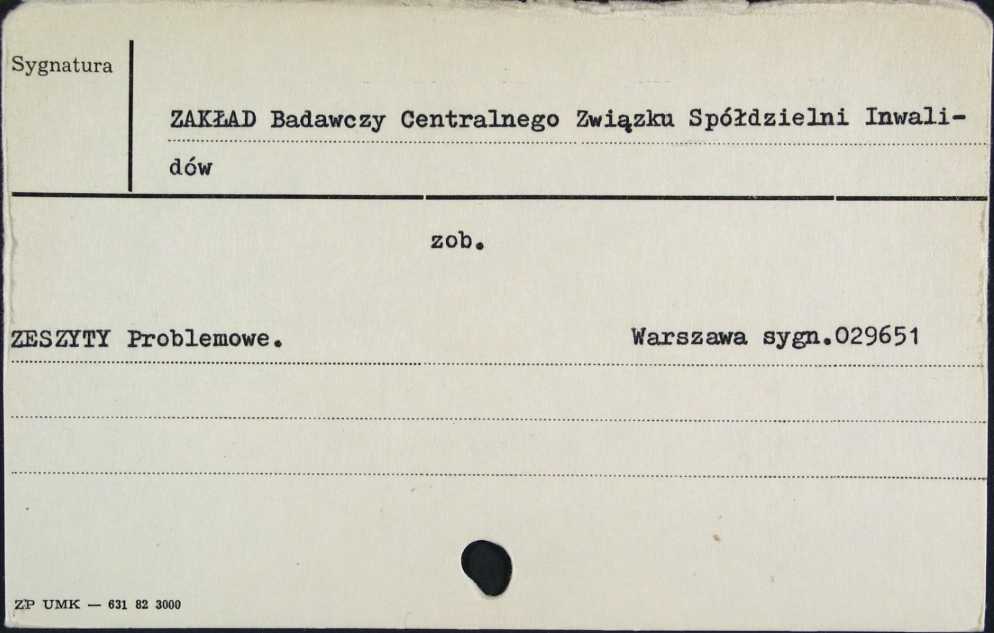 Sygnatura
ZAKŁAD Badawczy Centralnego Związku Spółdzielni Inwali-
dów
zob.
ZESZYTY Problemowe. Warszawa sygn.029651
ZP UMK — 631 82 3000